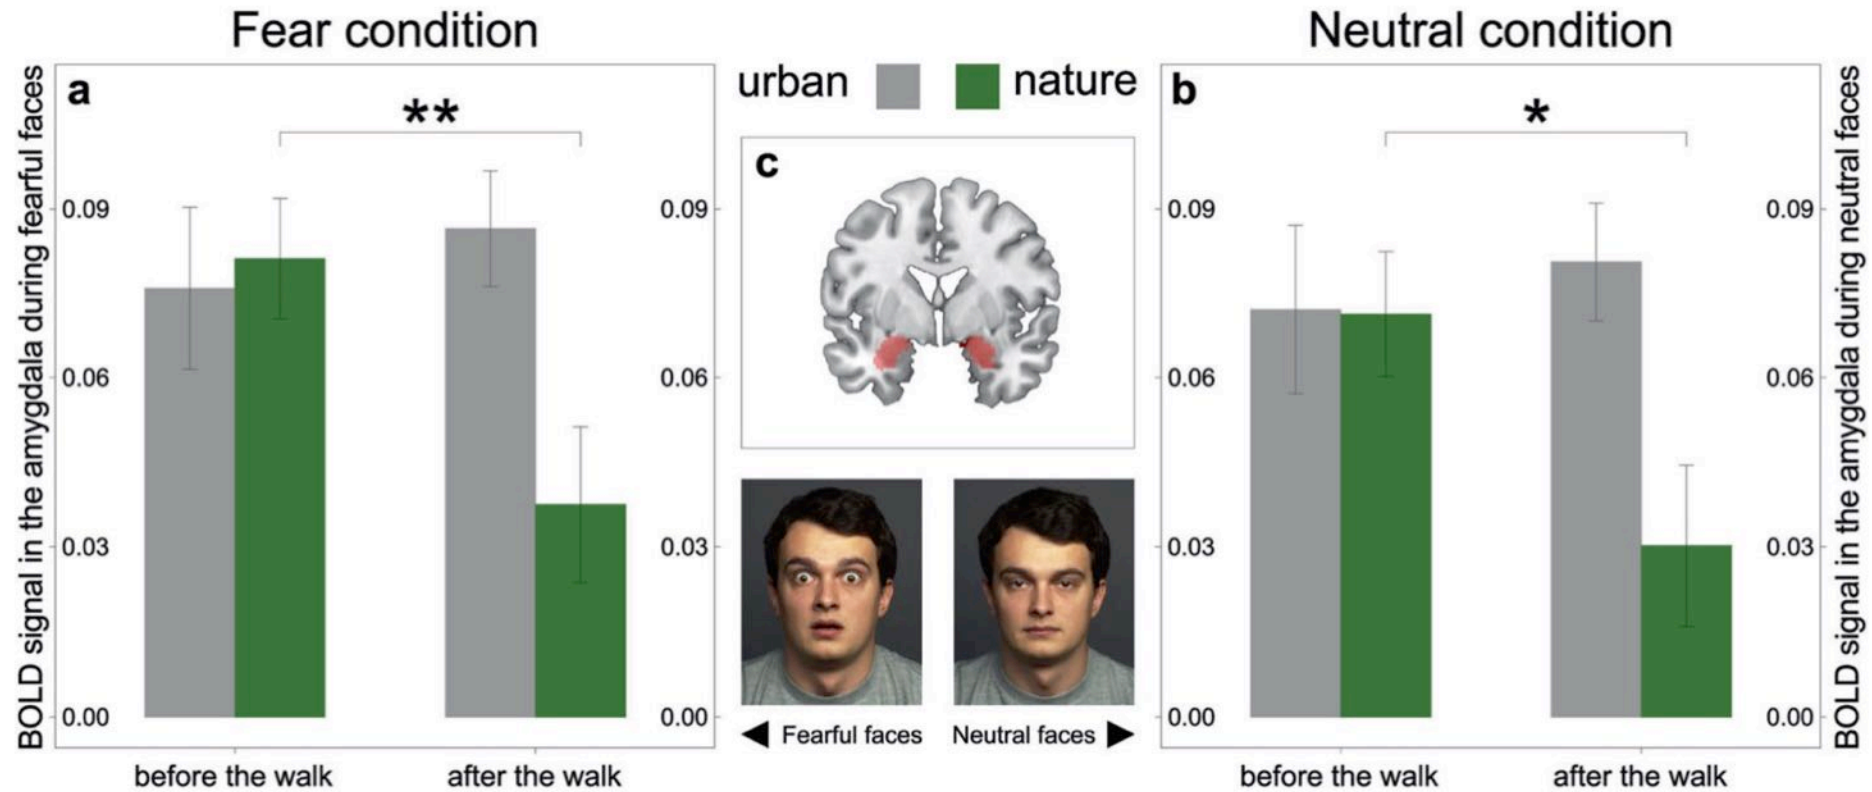 Fear condition
Neutral condition
urban
nature
a
**
BOLD signal in the amygdala during fearful faces
0.09
0.06
0.03
0.00
0.09
0.06
0.03
0.00
before the walk
after the walk
c
◀ Fearful faces
Neutral faces ▶
b
*
0.09
0.06
0.03
0.00
0.09
0.06
0.03
0.00
BOLD signal in the amygdala during neutral faces
before the walk
after the walk